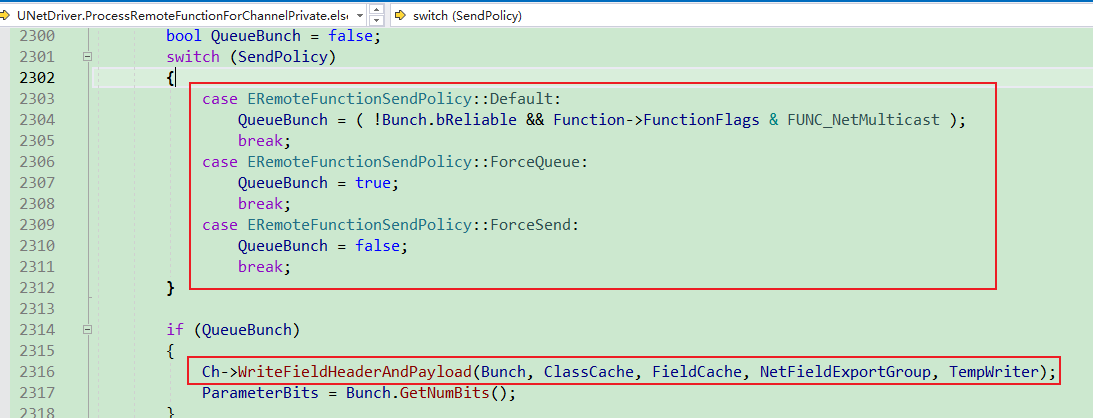 UNetDriver.ProcessRemoteFunctionForChannelPrivate.else switch (SendPolicy)
2300 bool QueueBunch = false;
2301 switch (SendPolicy)
2302 {
2303 case ERemoteFunctionSendPolicy::Default:
2304 QueueBunch = ( !Bunch.bReliable && Function->FunctionFlags & FUNC_NetMulticast );
2305 break;
2306 case ERemoteFunctionSendPolicy::ForceQueue:
2307 QueueBunch = true;
2308 break;
2309 case ERemoteFunctionSendPolicy::ForceSend:
2310 QueueBunch = false;
2311 break;
2312 }
2313
2314 if (QueueBunch)
2315 {
2316 Ch->WriteFieldHeaderAndPayload(Bunch, ClassCache, FieldCache, NetFieldExportGroup, TempWriter);
2317 ParameterBits = Bunch.GetNumBits();
2318 }